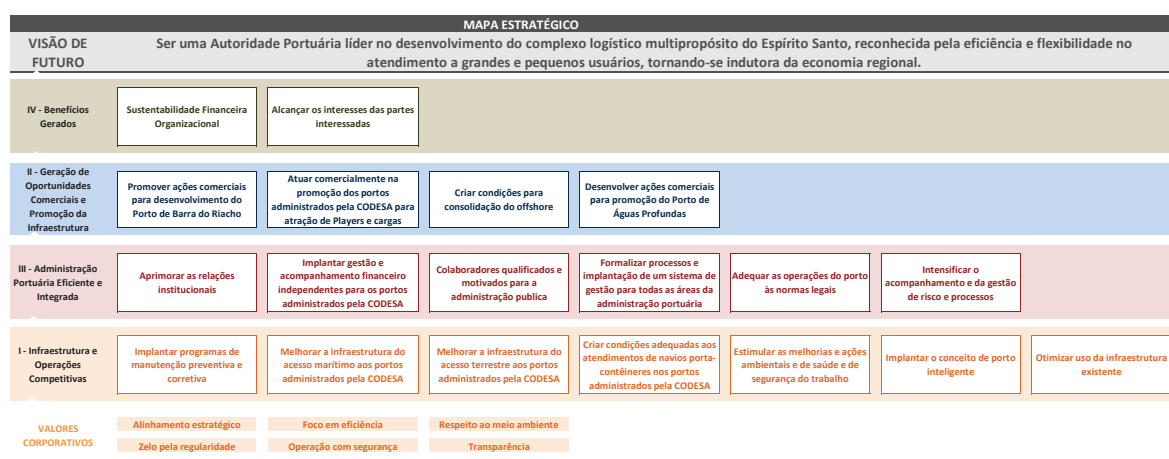 MAPA ESTRATÉGICO
VISÃO DE
FUTURO
Ser uma Autoridade Portuária líder no desenvolvimento do complexo logístico multipropósito do Espírito Santo, reconhecida pela eficiência e flexibilidade no
atendimento a grandes e pequenos usuários, tornando-se indutora da economia regional.
IV - Benefícios
Gerados
Sustentabilidade Financeira
Organizacional
Alcançar os interesses das partes
interessadas
II - Geração de
Oportunidades
Comerciais e
Promoção da
Infraestrutura
Promover ações comerciais
para desenvolvimento do
Porto de Barra do Riacho
Atuar comercialmente na
promoção dos portos
administrados pela CODESA para
atração de Players e cargas
Criar condições para
consolidação do offshore
Desenvolver ações comerciais
para promoção do Porto de
Águas Profundas
III - Administração
Portuária Eficiente e
Integrada
Aprimorar as relações
institucionais
Implantar gestão e
acompanhamento financeiro
independentes para os portos
administrados pela CODESA
Colaboradores qualificados e
motivados para a
administração publica
Formalizar processos e
implantação de um sistema de
gestão para todas as áreas da
administração portuária
Adequar as operações do porto
às normas legais
Intensificar o
acompanhamento e da gestão
de risco e processos
I - Infraestrutura e
Operações
Competitivas
Implantar programas de
manutenção preventiva e
corretiva
Melhorar a infraestrutura do
acesso marítimo aos portos
administrados pela CODESA
Melhorar a infraestrutura do
acesso terrestre aos portos
administrados pela CODESA
Criar condições adequadas aos
atendimentos de navios porta-
contêineres nos portos
administrados pela CODESA
Estimular as melhorias e ações
ambientais e de saúde e de
segurança do trabalho
Implantar o conceito de porto
inteligente
Otimizar uso da infraestrutura
existente
VALORES
CORPORATIVOS
Alinhamento estratégico
Foco em eficiência
Respeito ao meio ambiente
Zelo pela regularidade
Operação com segurança
Transparência